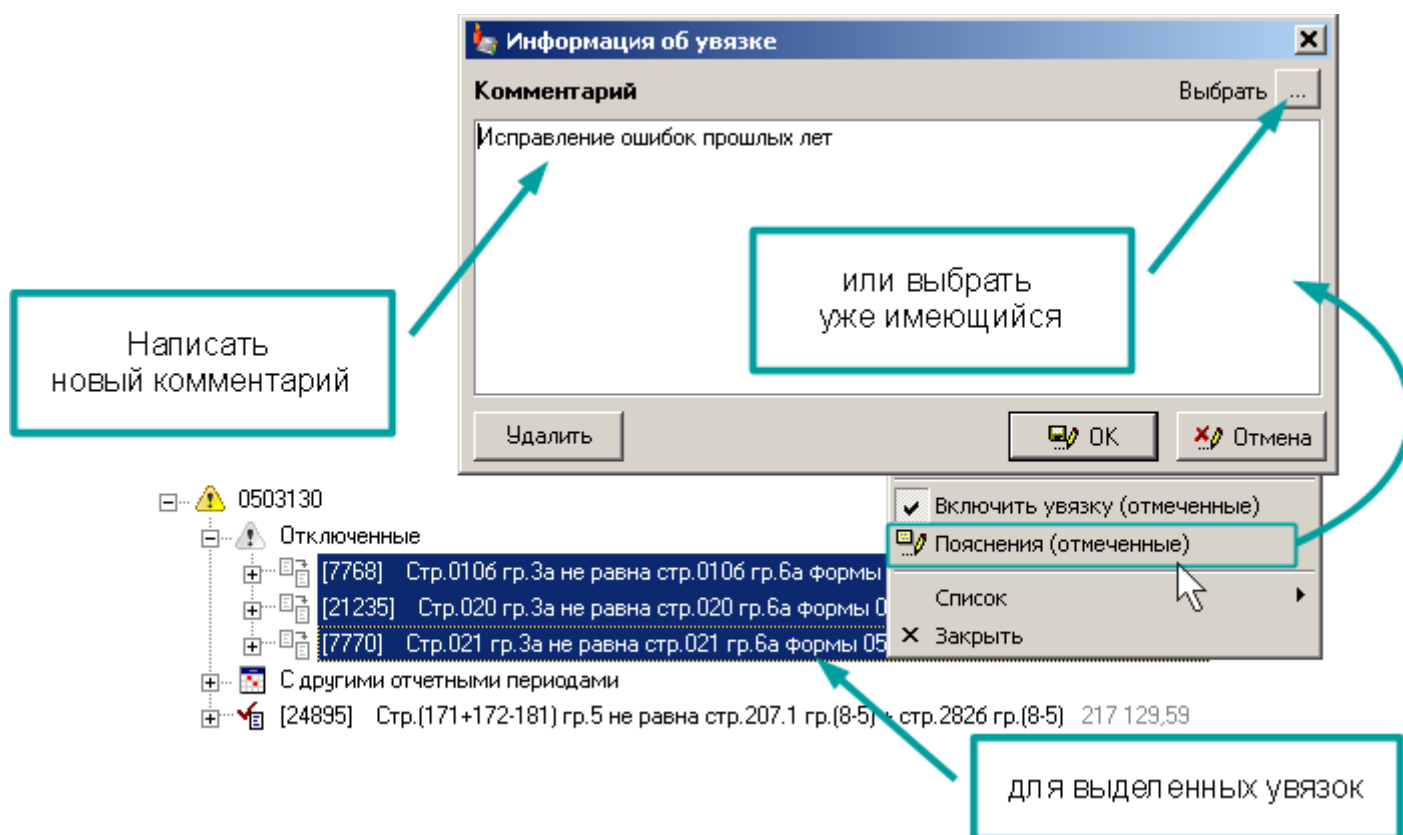 Информация об увязке
Комментарий
Выбрать ...
Исправление ошибок прошлых лет
или выбрать
уже имеющийся
Написать
новый комментарий
Удалить
OK
Отмена
0503130
Отключенные
[7768] Стр.010б гр.3а не равна стр.010б гр.6а формы
[21235] Стр.020 гр.3а не равна стр.020 гр.6а формы 0
[7770] Стр.021 гр.3а не равна стр.021 гр.6а формы 05
С другими отчетными периодами
[24895] Стр.(171+172-181) гр.5 не равна стр.207.1 гр.(8-5) + стр.282б гр.(8-5) 217 129,59
Включить увязку (отмеченные)
Пояснения (отмеченные)
Список
Закрыть
для выделенных увязок